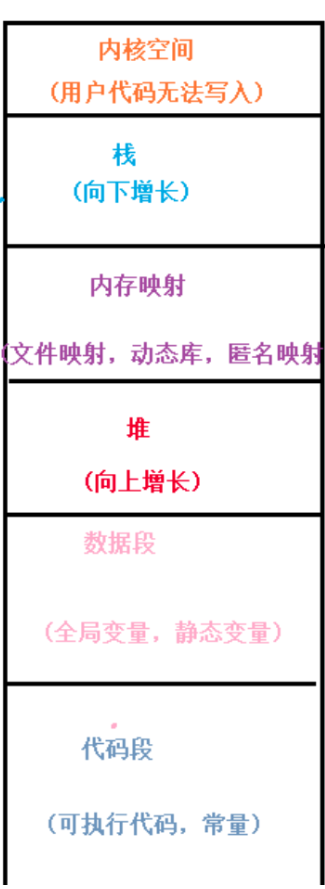 内核空间
（用户代码无法写入）
栈
（向下增长）
内存映射
（文件映射，动态库，匿名映射
堆
（向上增长）
数据段
（全局变量，静态变量）
代码段
（可执行代码，常量）